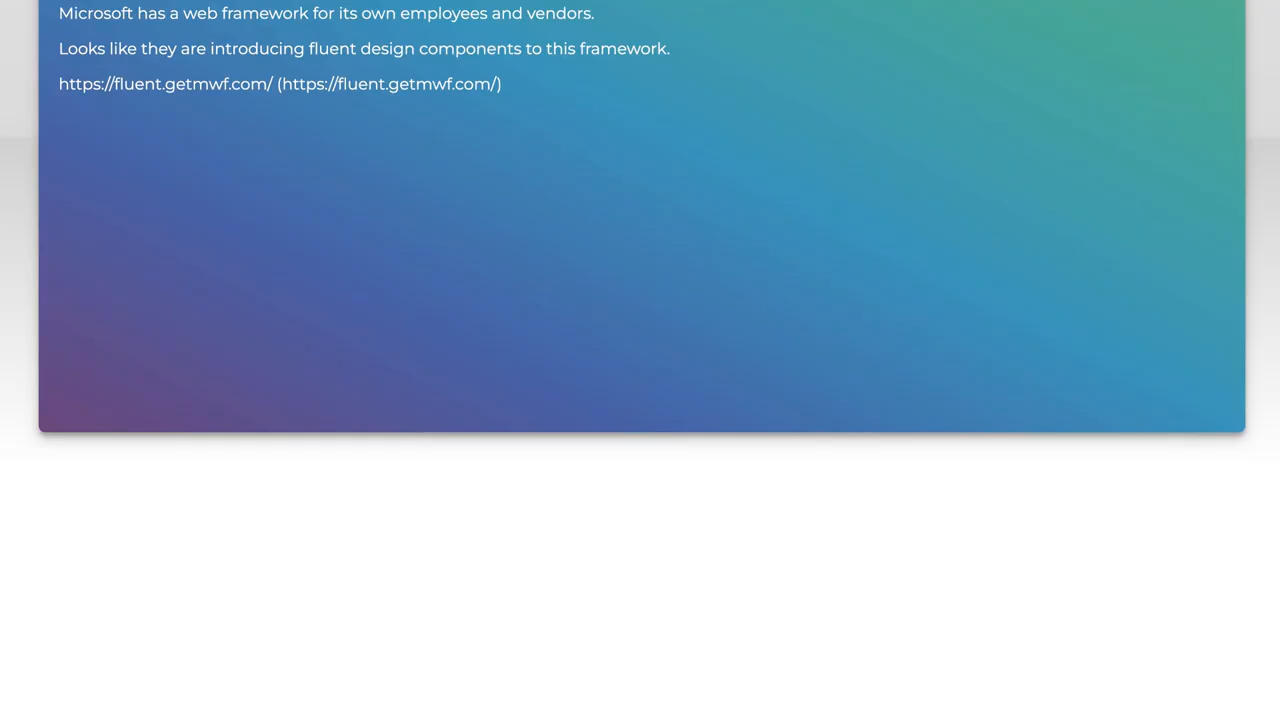 Microsoft has a web framework for its own employees and vendors.
Looks like they are introducing fluent design components to this framework.
https://fluent.getmwf.com/ (https://fluent.getmwf.com/)